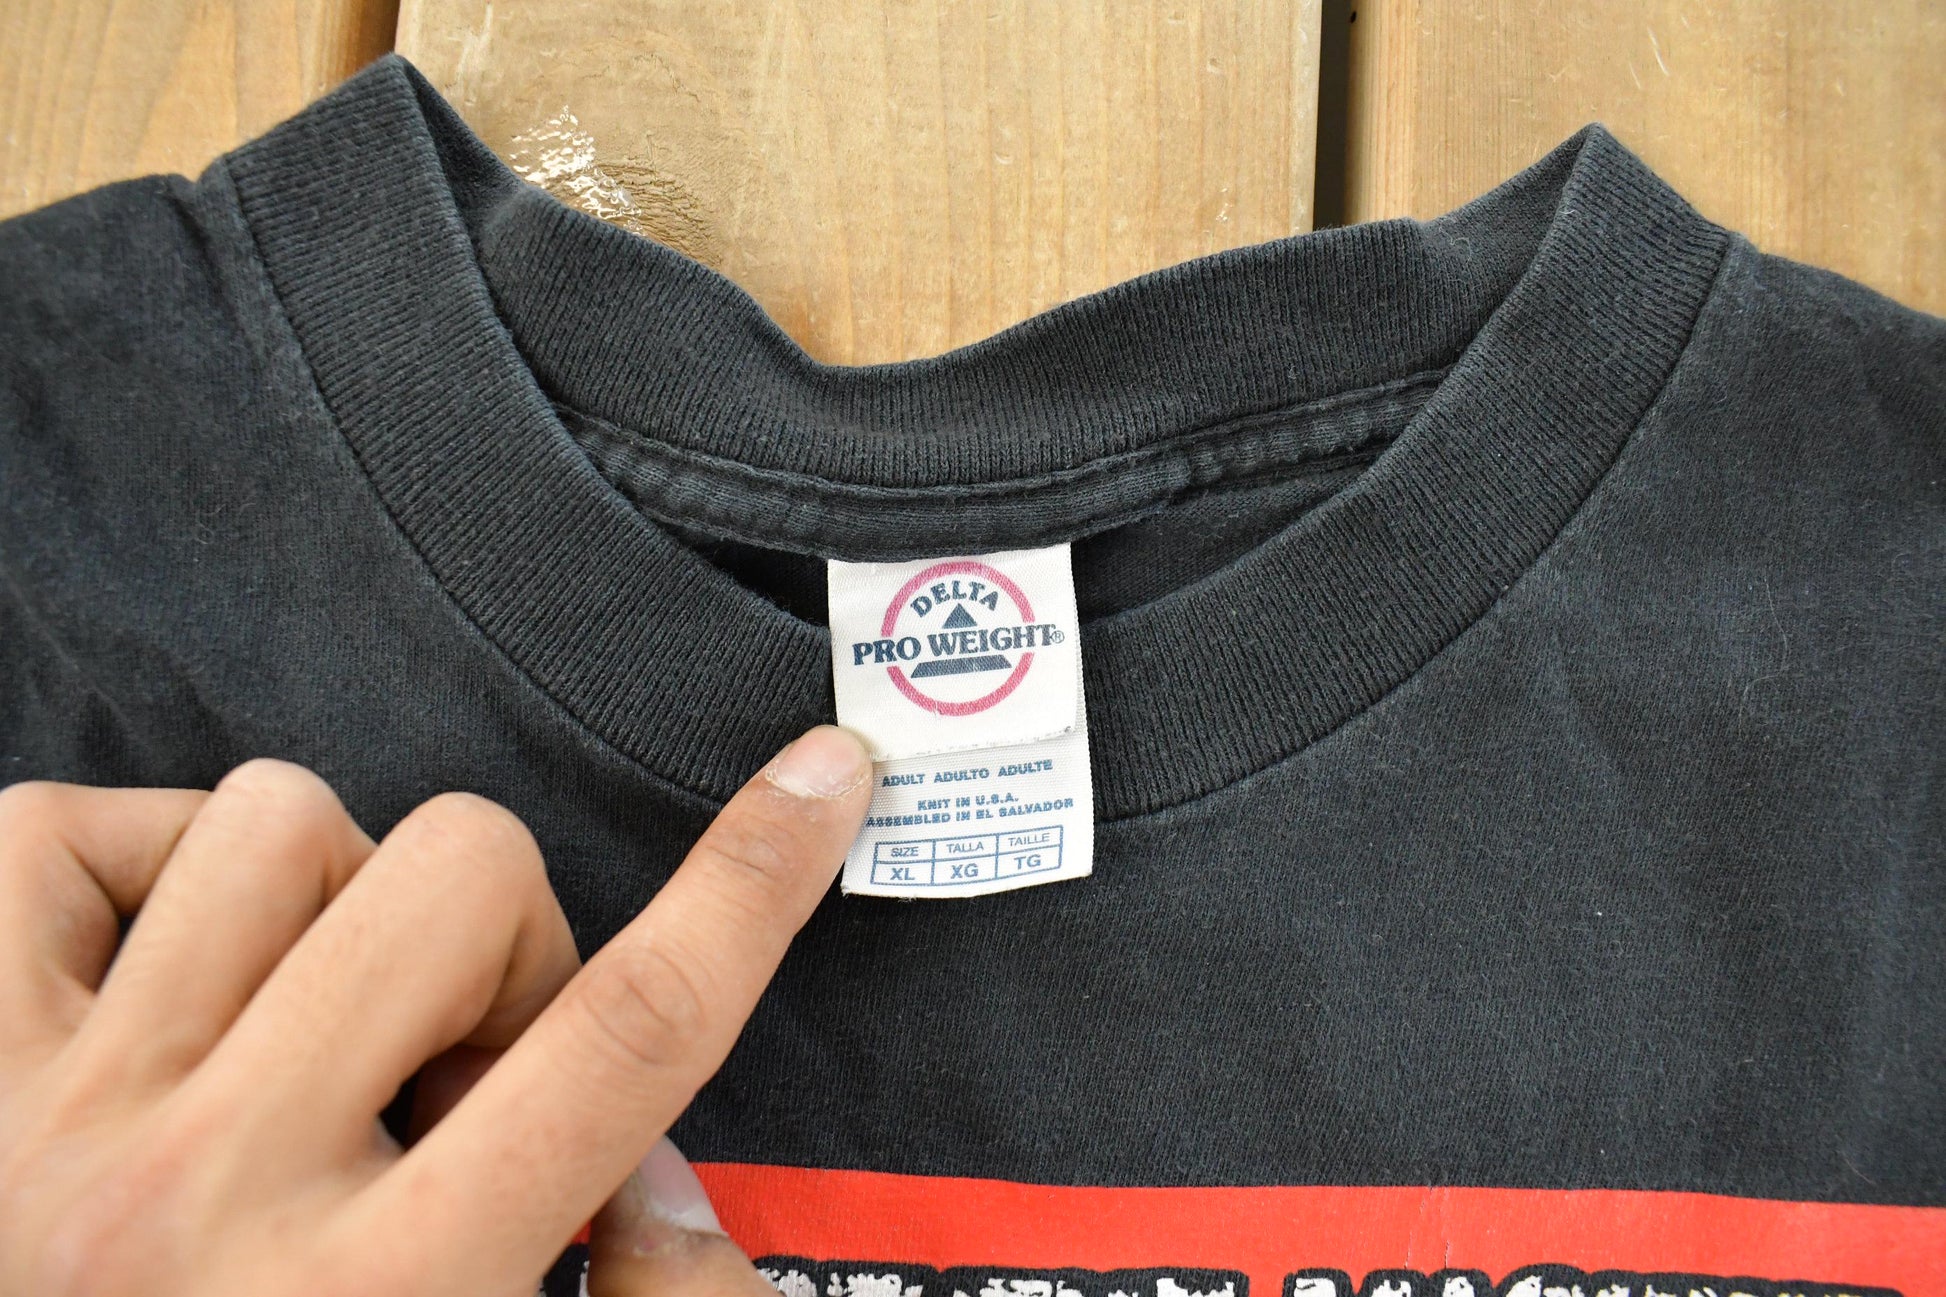 DELTA
PRO WEIGHT®
ADULT ADULTO ADULTE
KNIT IN U.S.A.
ASSEMBLED IN EL SALVADOR
SIZE TALLA TAILLE
XL XG TG